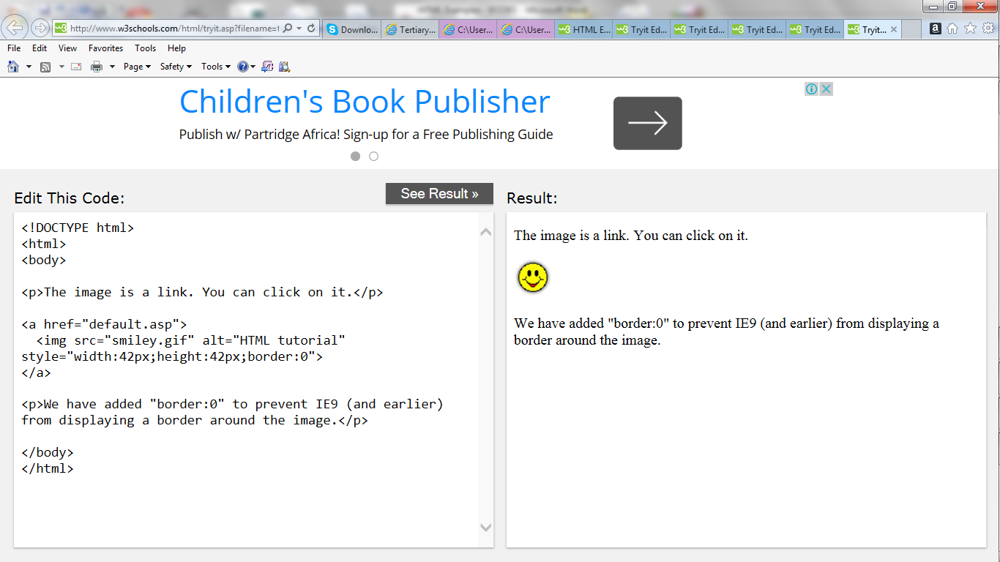 http://www.w3schools.com/html/tryit.asp?filename=t
Downlo...
Tertiary...
C:\User...
C:\User...
HTML E...
Tryit Ed...
Tryit Ed...
Tryit Ed...
Tryit Ed...
Tryit...
File Edit View Favorites Tools Help
Page Safety Tools
Children's Book Publisher
Publish w/ Partridge Africa! Sign-up for a Free Publishing Guide
Edit This Code:
See Result »
<!DOCTYPE html>
<html>
<body>
<p>The image is a link. You can click on it.</p>
<a href="default.asp">
<img src="smiley.gif" alt="HTML tutorial"
style="width:42px;height:42px;border:0">
</a>
<p>We have added "border:0" to prevent IE9 (and earlier)
from displaying a border around the image.</p>
</body>
</html>
Result:
The image is a link. You can click on it.
We have added "border:0" to prevent IE9 (and earlier) from displaying a
border around the image.